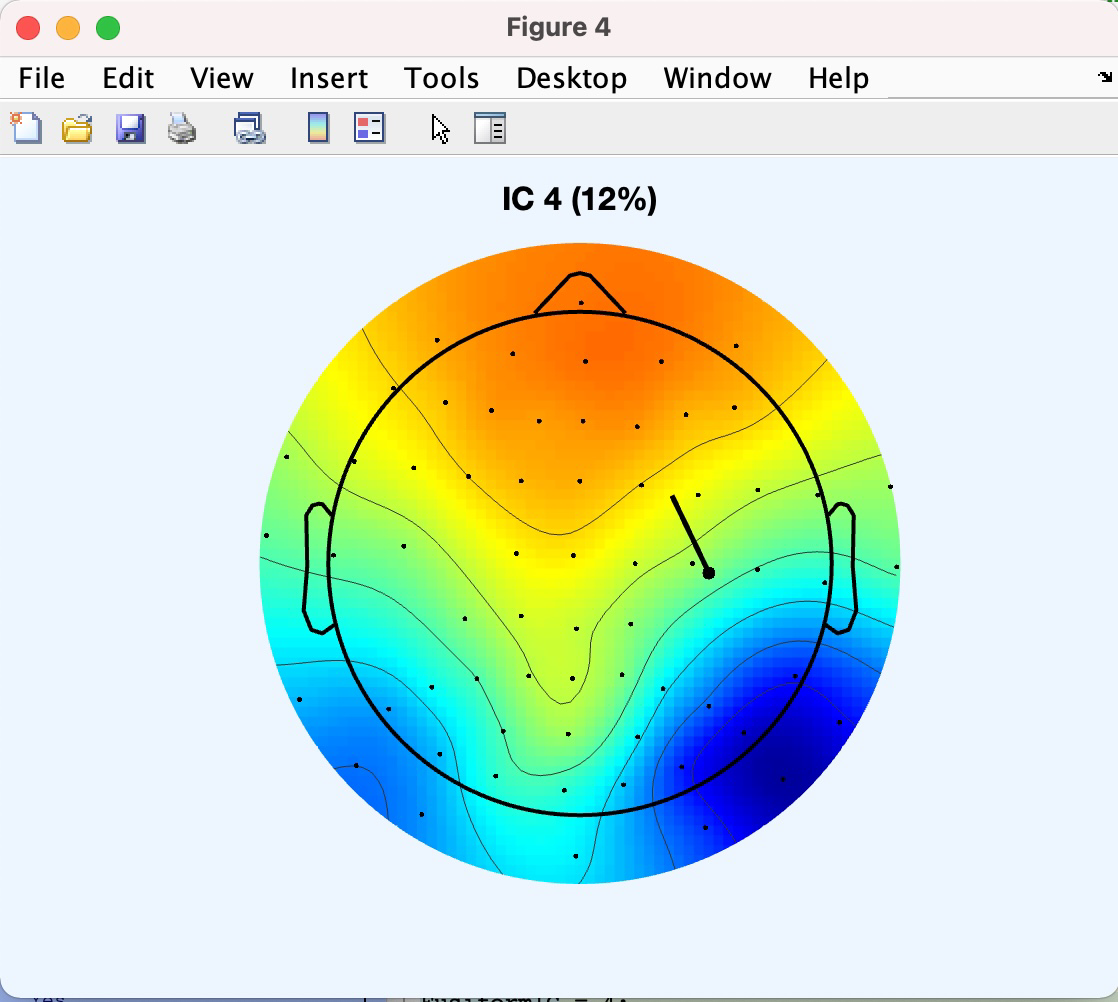 Figure 4
File Edit View Insert Tools Desktop Window Help
IC 4 (12%)